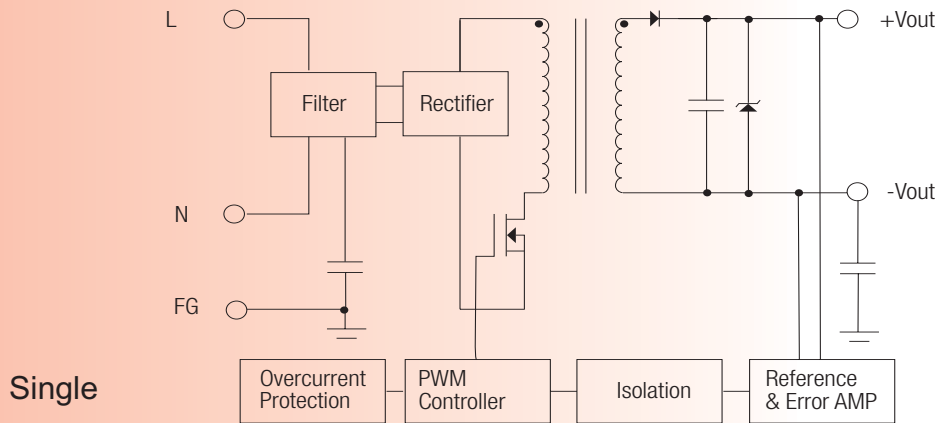 L
+Vout
Filter
Rectifier
N
-Vout
FG
Single
Overcurrent
Protection
PWM
Controller
Isolation
Reference
& Error AMP